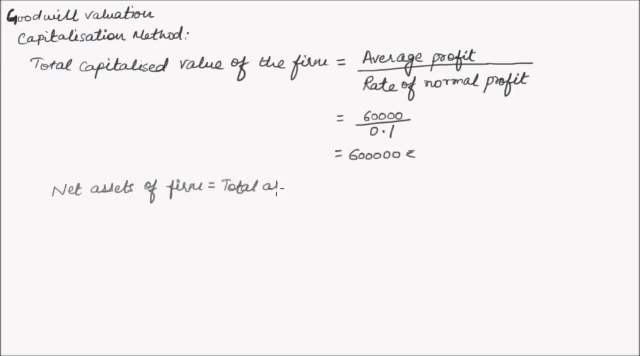 Goodwill valuation
Capitalisation Method:
Total capitalised value of the firm = Average profit / Rate of normal profit
= 60000 / 0.1
= 600000 ₹
Net assets of firm = Total as